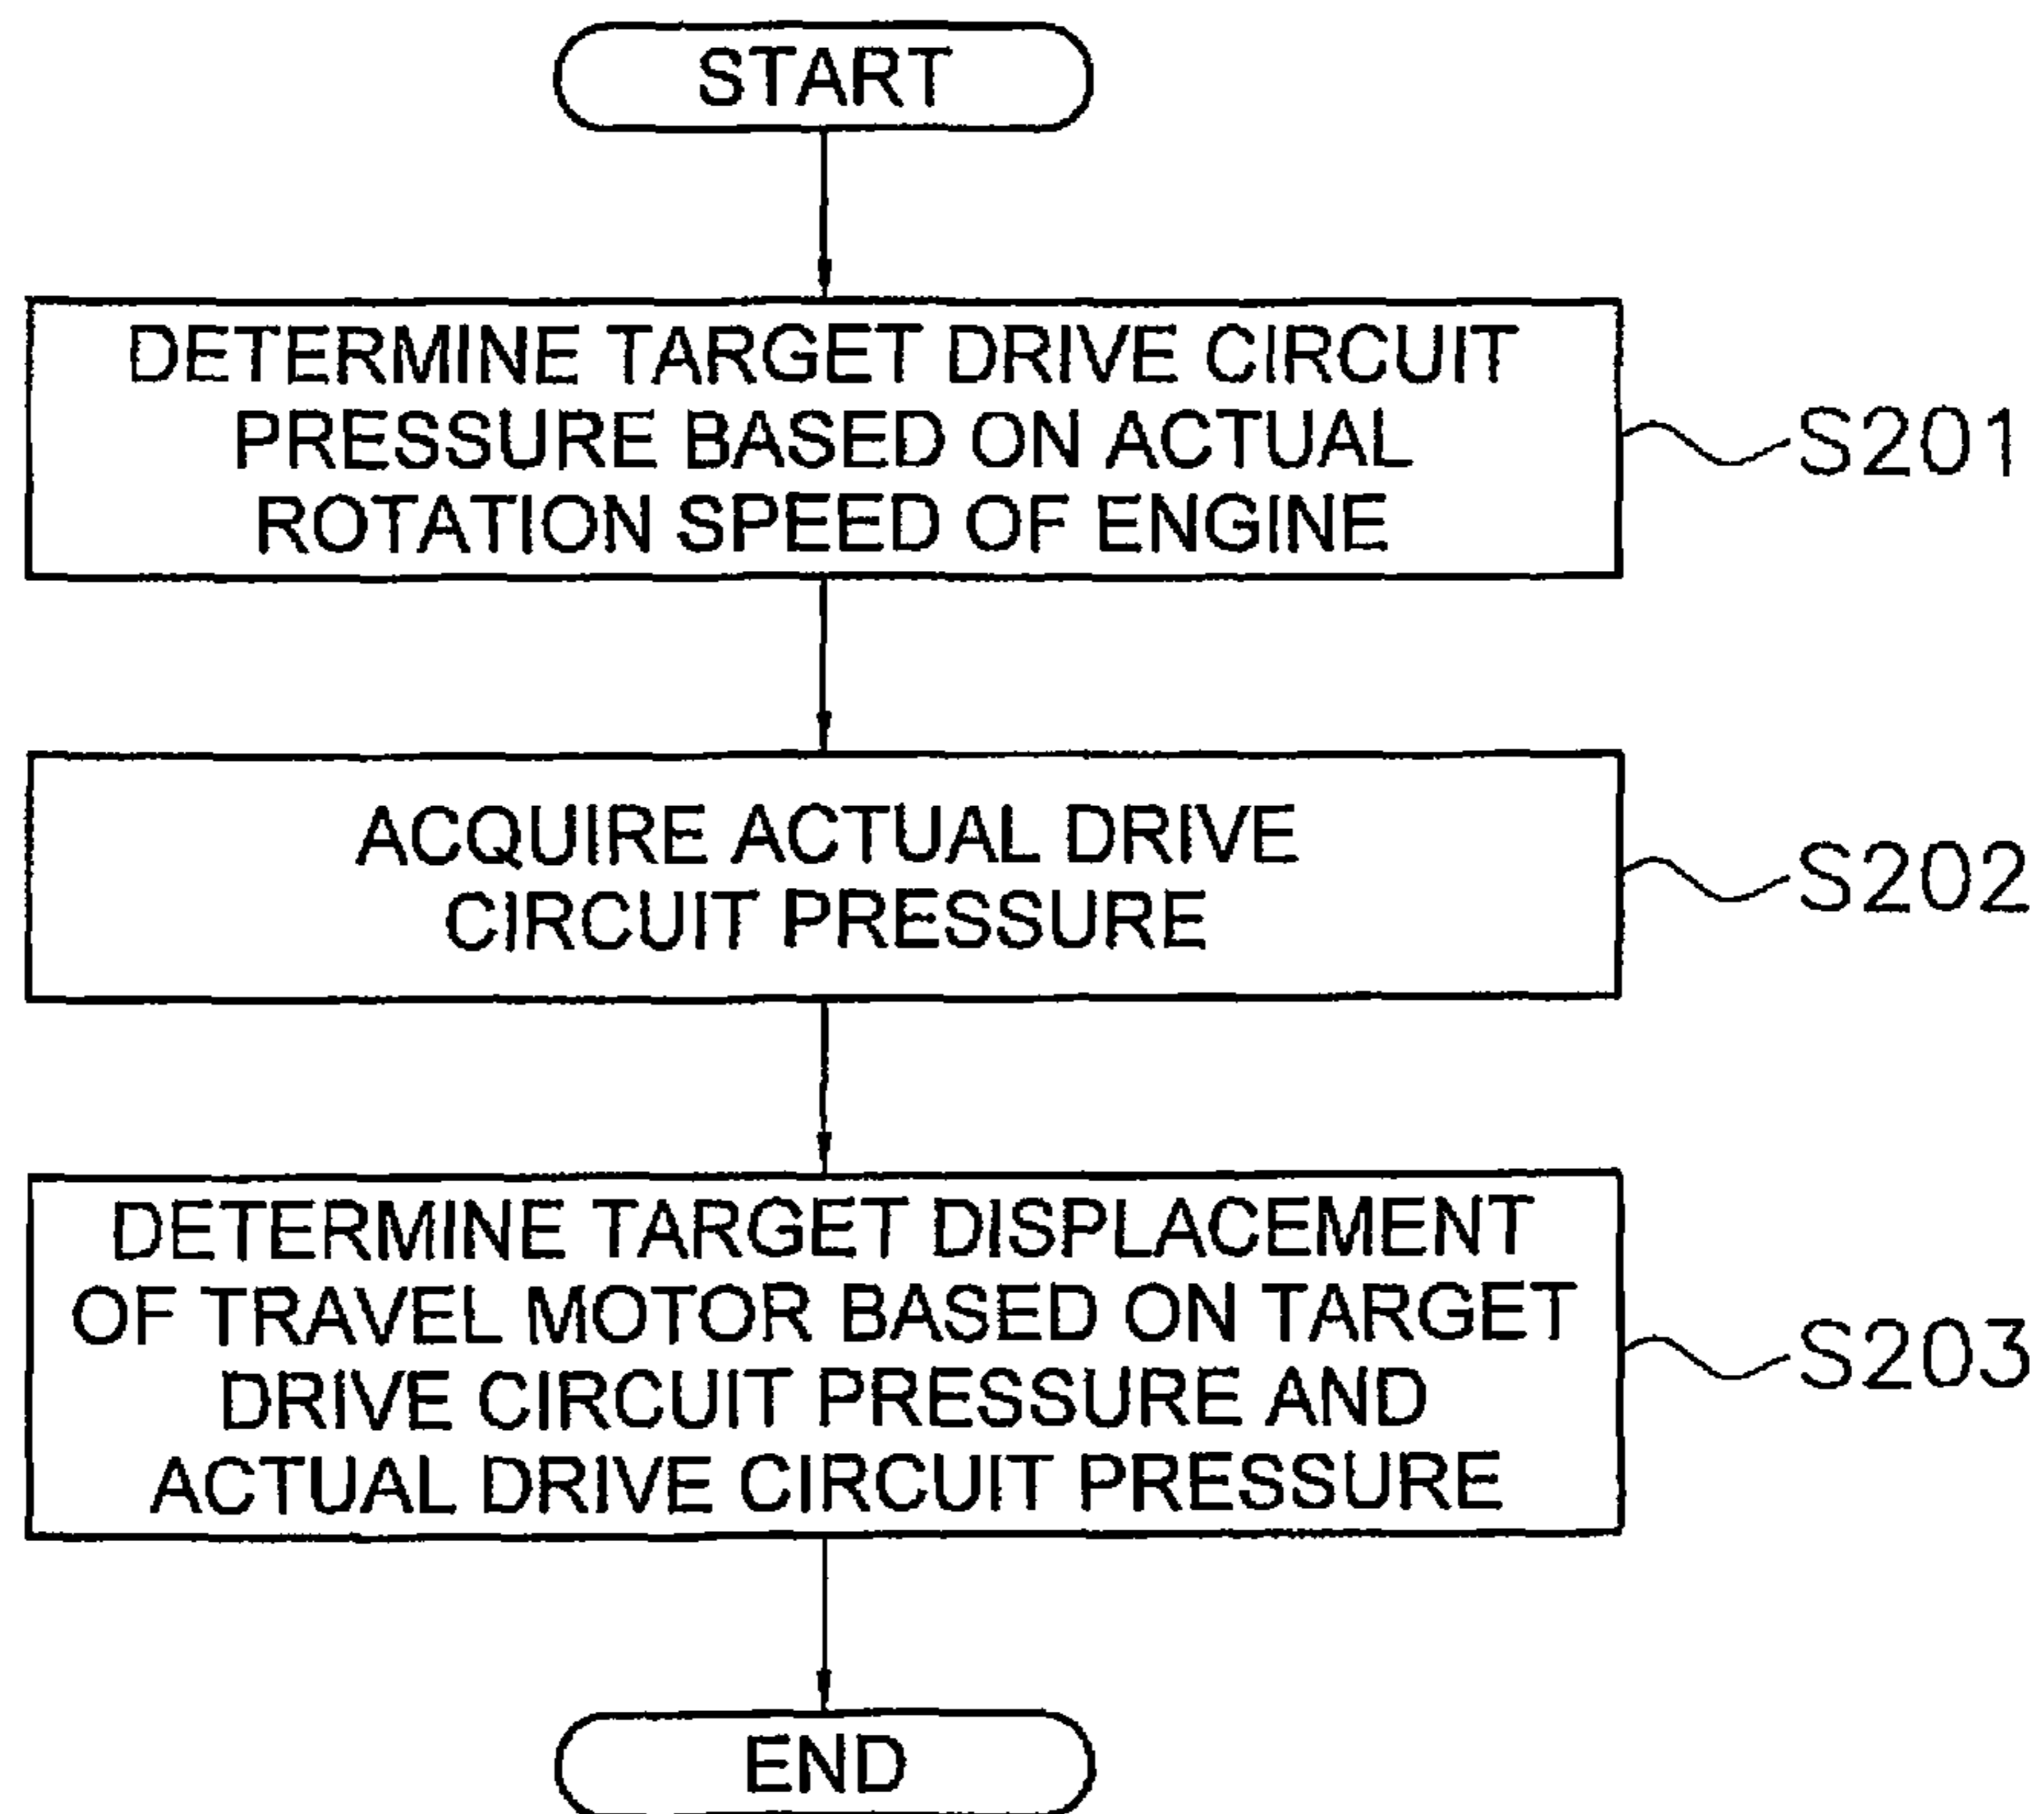 START
DETERMINE TARGET DRIVE CIRCUIT
PRESSURE BASED ON ACTUAL
ROTATION SPEED OF ENGINE
S201
ACQUIRE ACTUAL DRIVE
CIRCUIT PRESSURE
S202
DETERMINE TARGET DISPLACEMENT
OF TRAVEL MOTOR BASED ON TARGET
DRIVE CIRCUIT PRESSURE AND
ACTUAL DRIVE CIRCUIT PRESSURE
S203
END